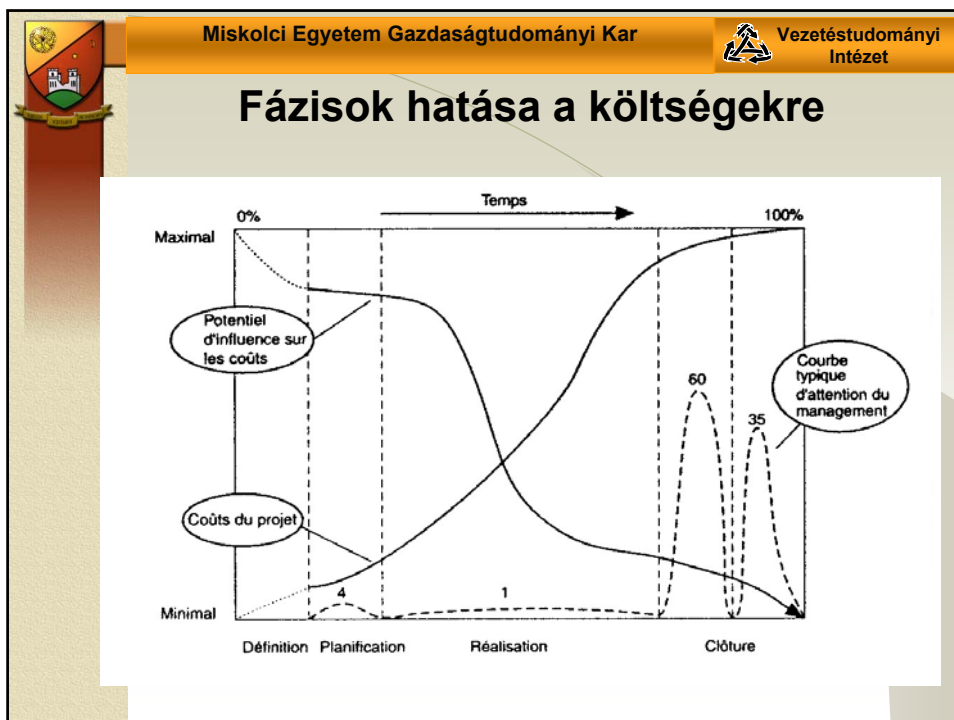 Miskolci Egyetem Gazdaságtudományi Kar
Vezetéstudományi
Intézet
Fázisok hatása a költségekre
Temps
0%
100%
Maximal
Potentiel
d'influence sur
les coûts
Courbe
typique
d'attention du
management
60
35
Coûts du projet
4
1
Minimal
Définition Planification Réalisation Clôture